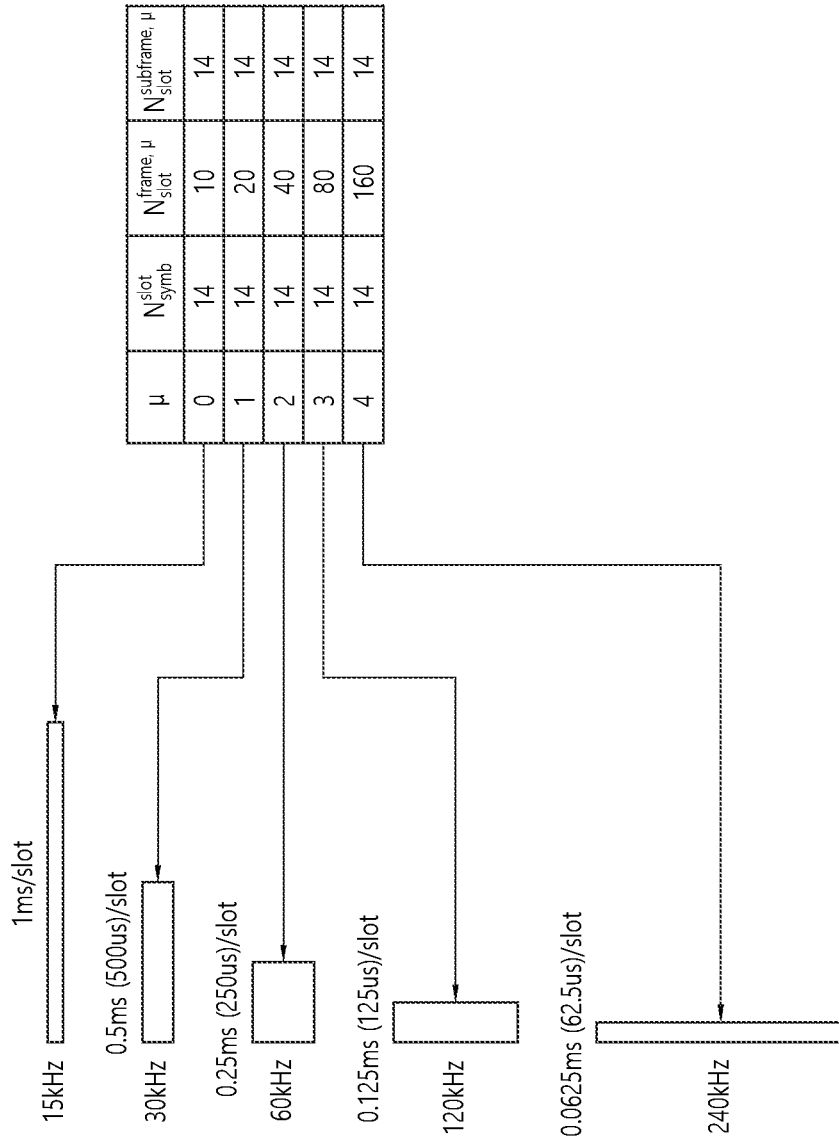 15kHz
1ms/slot
30kHz
0.5ms (500us)/slot
60kHz
0.25ms (250us)/slot
120kHz
0.125ms (125us)/slot
240kHz
0.0625ms (62.5us)/slot
μ N^slot_symb N^frame, μ_slot N^subframe, μ_slot
0 14 10 14
1 14 20 14
2 14 40 14
3 14 80 14
4 14 160 14